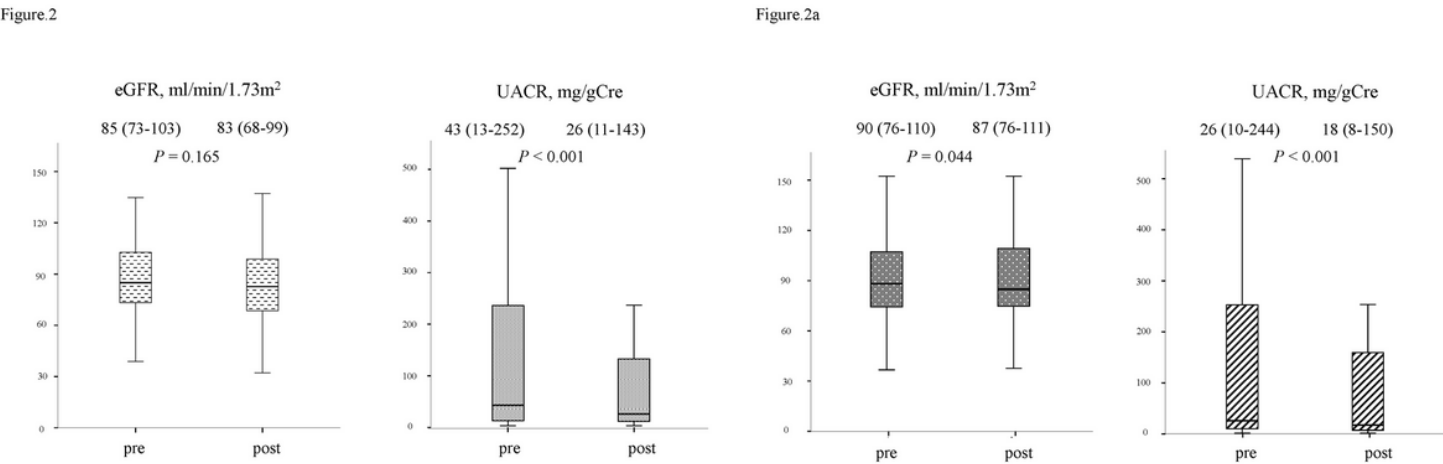 Figure.2
Figure.2a
eGFR, ml/min/1.73m²
85 (73-103) 83 (68-99)
P = 0.165
150
120
90
60
30
0
pre post
UACR, mg/gCre
43 (13-252) 26 (11-143)
P < 0.001
500
400
300
200
100
0
pre post
eGFR, ml/min/1.73m²
90 (76-110) 87 (76-111)
P = 0.044
150
120
90
60
30
0
pre post
UACR, mg/gCre
26 (10-244) 18 (8-150)
P < 0.001
500
400
300
200
100
0
pre post